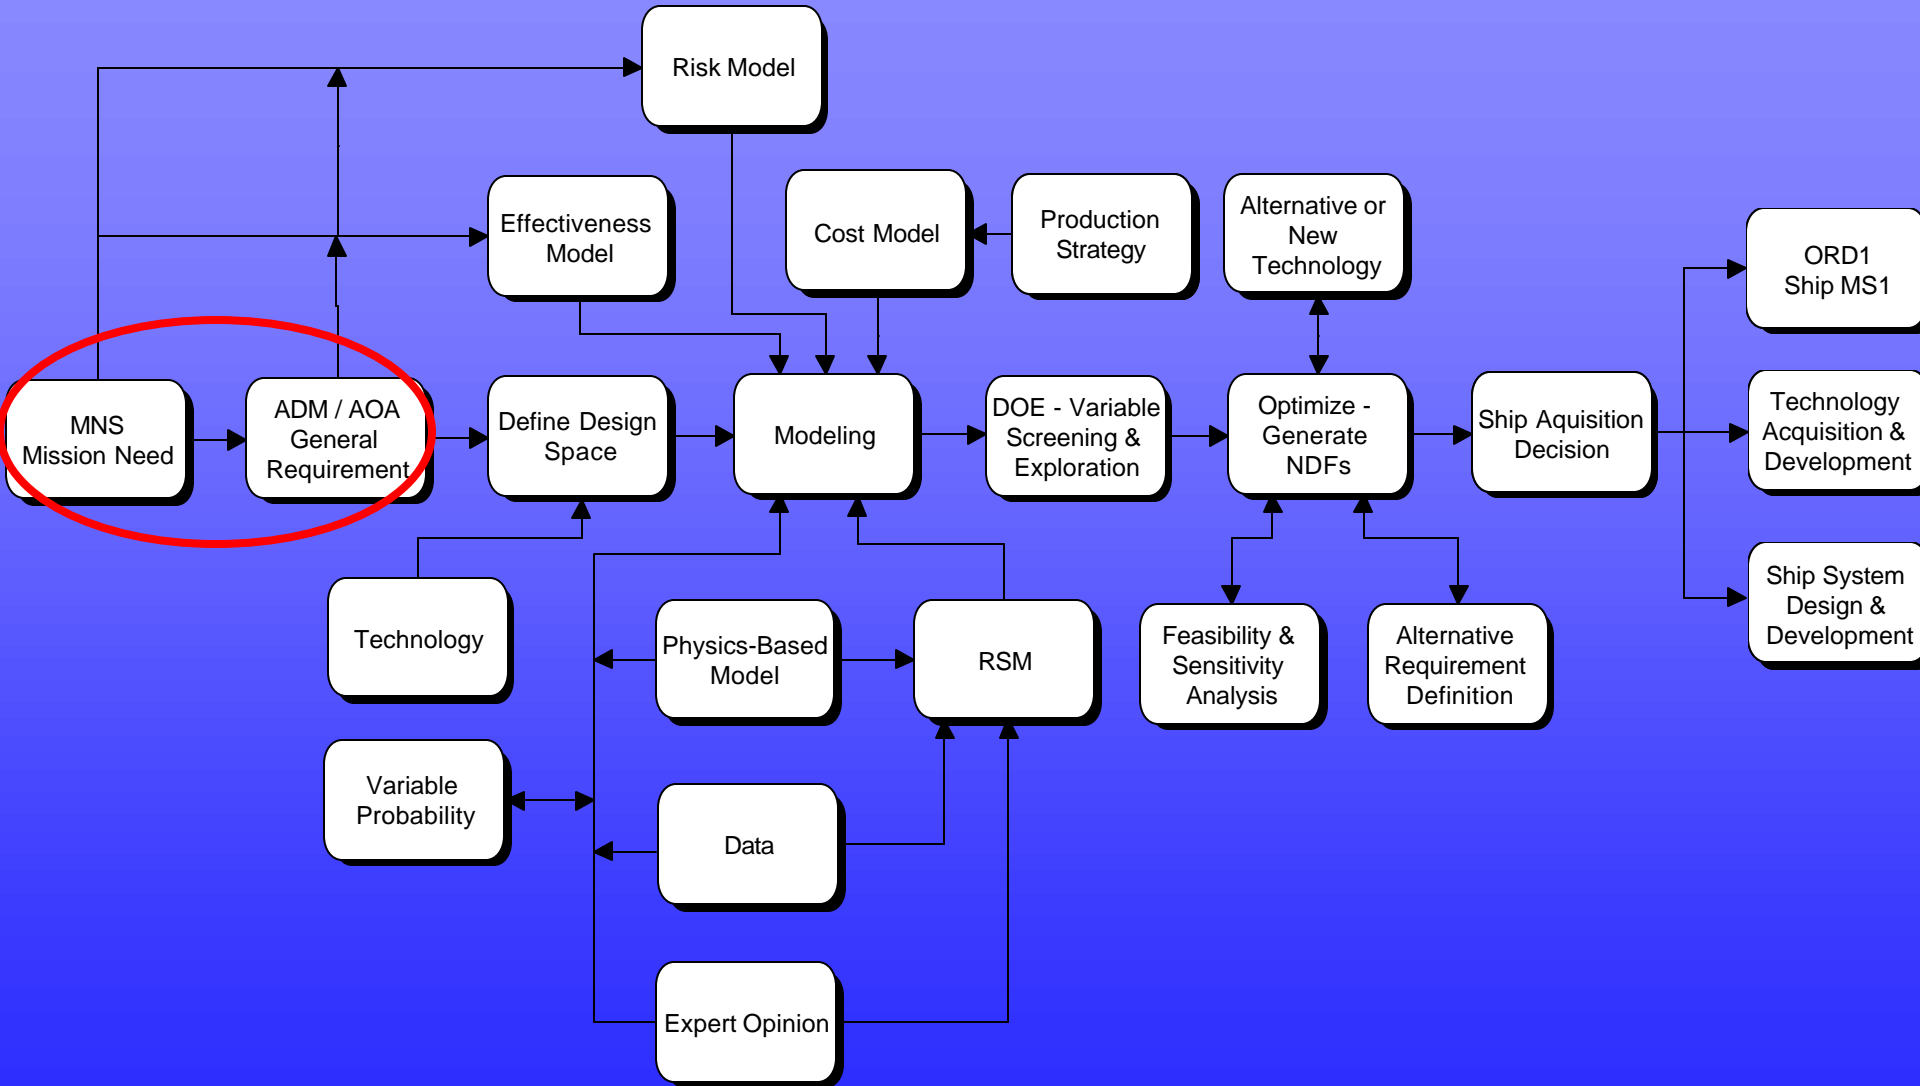 Risk Model
Effectiveness
Model
Cost Model
Production
Strategy
Alternative or
New
Technology
ORD1
Ship MS1
MNS
Mission Need
ADM / AOA
General
Requirement
Define Design
Space
Modeling
DOE - Variable
Screening &
Exploration
Optimize -
Generate
NDFs
Ship Aquisition
Decision
Technology
Acquisition &
Development
Technology
Physics-Based
Model
RSM
Feasibility &
Sensitivity
Analysis
Alternative
Requirement
Definition
Ship System
Design &
Development
Variable
Probability
Data
Expert Opinion